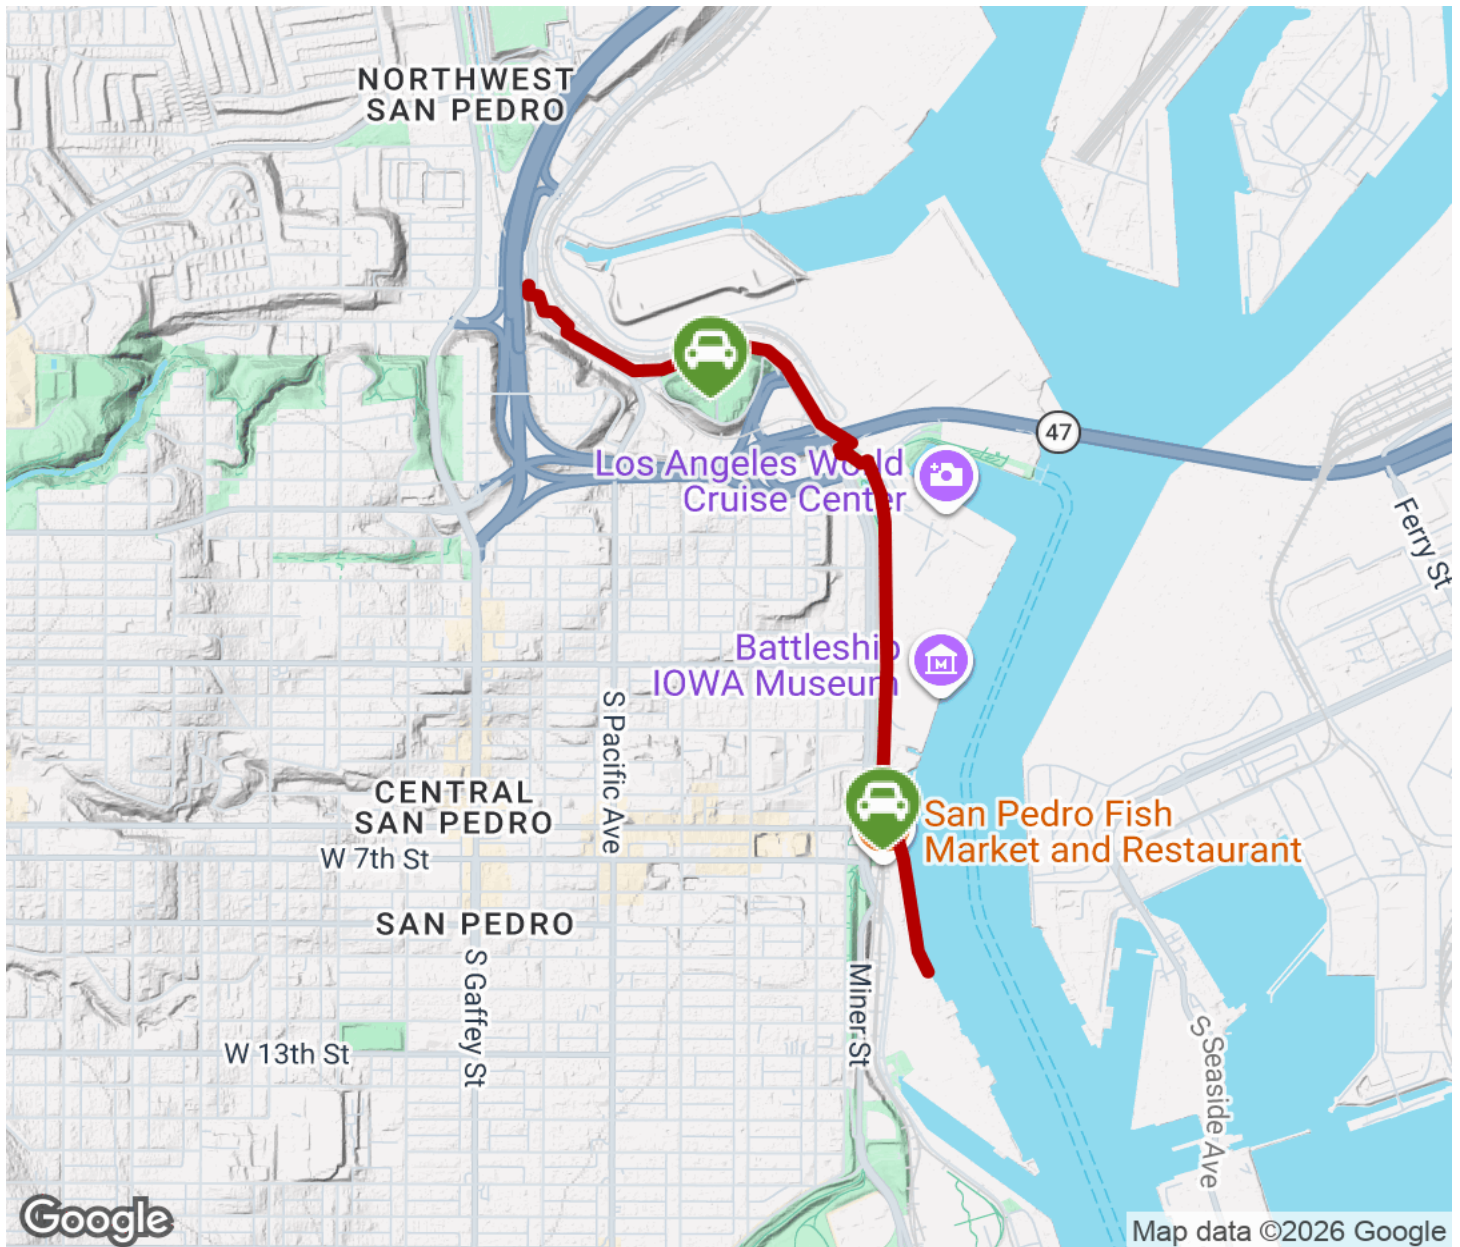 NORTHWEST
SAN PEDRO
47
Los Angeles World
Cruise Center
Ferry St
Battleship
IOWA Museum
S Pacific Ave
CENTRAL
SAN PEDRO
San Pedro Fish
Market and Restaurant
W 7th St
SAN PEDRO
S Gaffey St
Miner St
W 13th St
S Seaside Ave
Google
Map data ©2026 Google